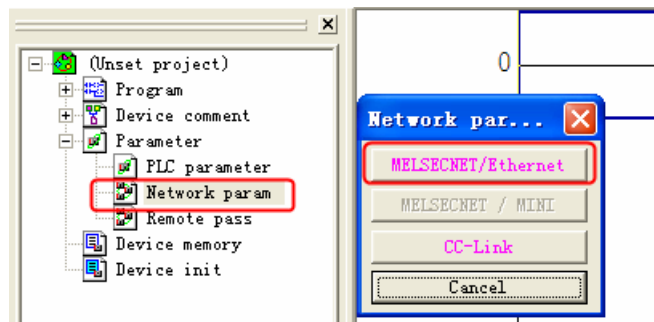 (Unset project)
Program
Device comment
Parameter
PLC parameter
Network param
Remote pass
Device memory
Device init
0
Network par...
MELSECNET/Ethernet
MELSECNET / MINI
CC-Link
Cancel